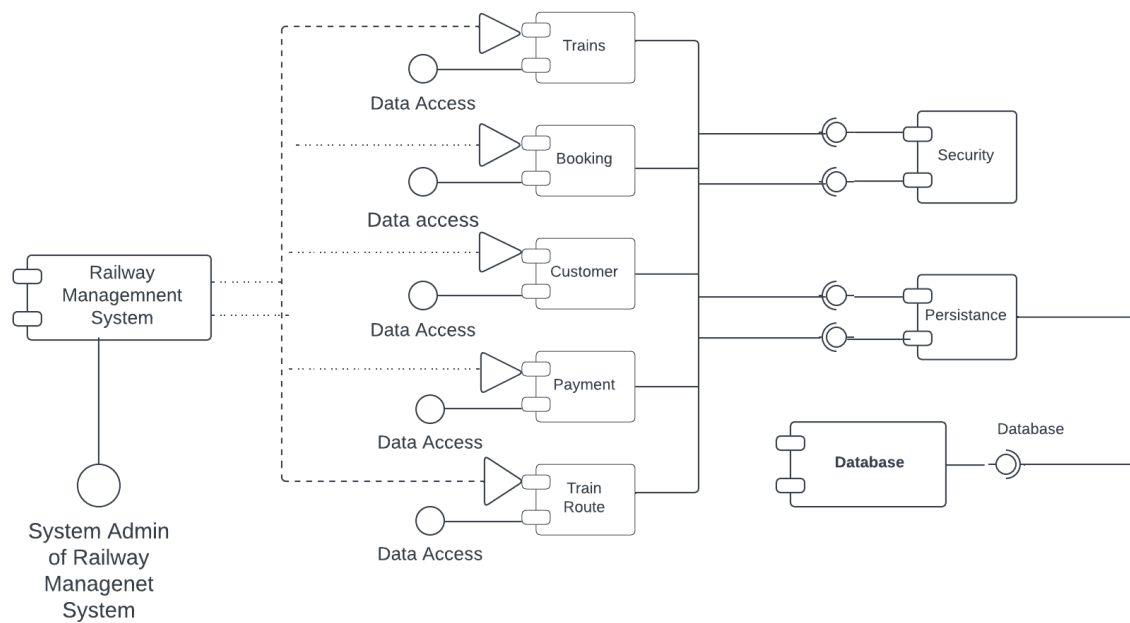 Trains
Data Access
Booking
Data access
Customer
Data Access
Payment
Data Access
Train
Route
Data Access
Railway
Managemnent
System
System Admin
of Railway
Managenet
System
Security
Persistance
Database
Database